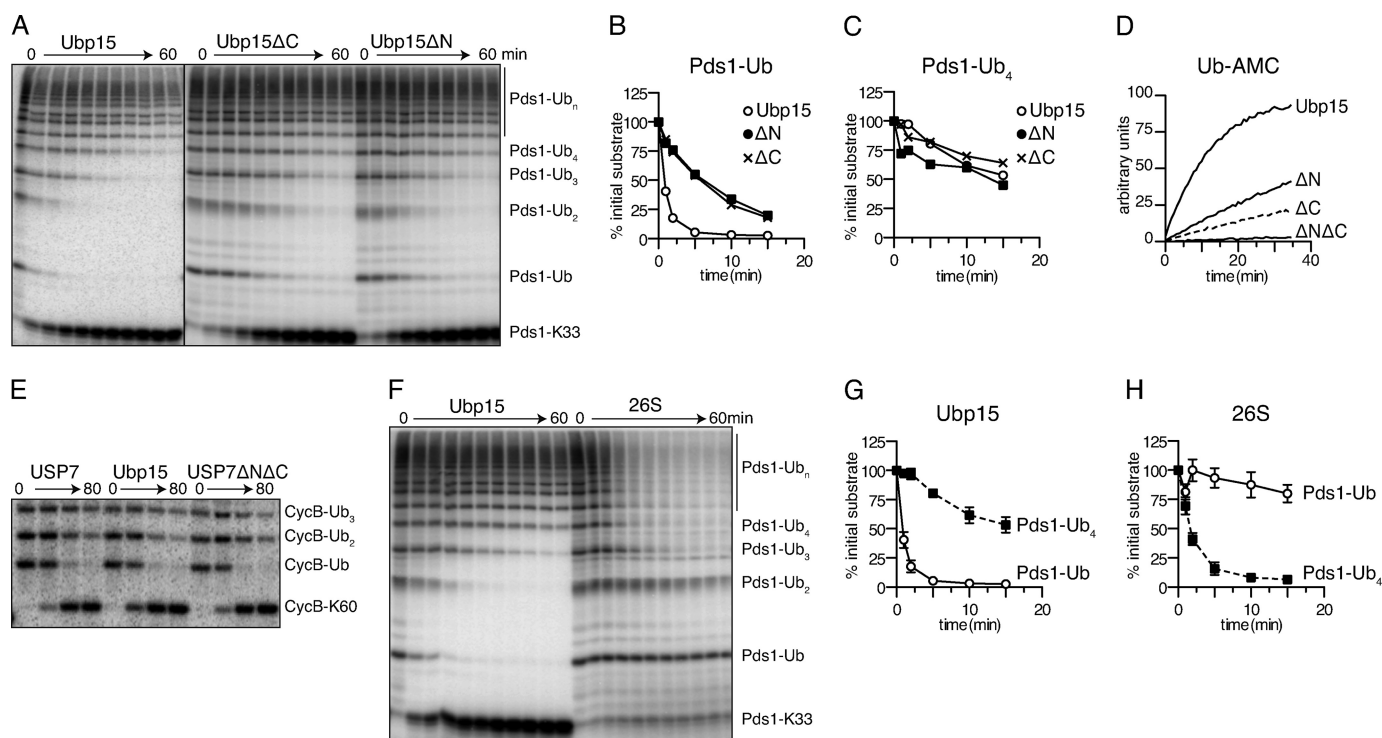 A
Ubp15
Ubp15ΔC
Ubp15ΔN
0
60
0
60
0
60 min
Pds1-Ubn
Pds1-Ub4
Pds1-Ub3
Pds1-Ub2
Pds1-Ub
Pds1-K33
B
Pds1-Ub
% initial substrate
125
100
75
50
25
0
Ubp15
ΔN
ΔC
0
10
20
time(min)
C
Pds1-Ub4
% initial substrate
125
100
75
50
25
0
Ubp15
ΔN
ΔC
0
10
20
time(min)
D
Ub-AMC
arbitrary units
100
75
50
25
0
Ubp15
ΔN
ΔC
ΔNΔC
0
20
40
time (min)
E
USP7
Ubp15
USP7ΔNΔC
0
80
0
80
0
80
CycB-Ub3
CycB-Ub2
CycB-Ub
CycB-K60
F
Ubp15
26S
0
60
0
60min
Pds1-Ubn
Pds1-Ub4
Pds1-Ub3
Pds1-Ub2
Pds1-Ub
Pds1-K33
G
Ubp15
% initial substrate
125
100
75
50
25
0
Pds1-Ub4
Pds1-Ub
0
10
20
time(min)
H
26S
% initial substrate
125
100
75
50
25
0
Pds1-Ub
Pds1-Ub4
0
10
20
time(min)